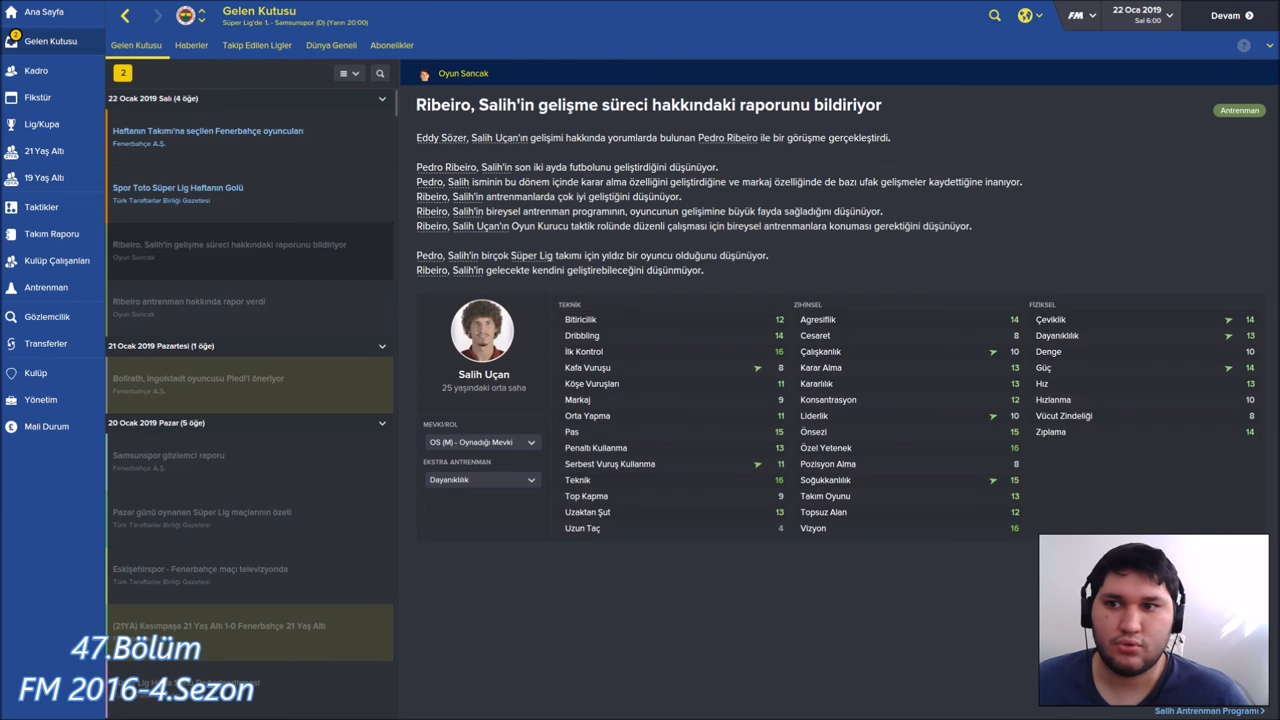 Ana Sayfa
2
Gelen Kutusu
Kadro
Fikstür
Lig/Kupa
21 Yaş Altı
19 Yaş Altı
Taktikler
Takım Raporu
Kulüp Çalışanları
Antrenman
Gözlemcilik
Transferler
Kulüp
Yönetim
Mali Durum
Gelen Kutusu
Süper Lig'de 1. - Samsunspor (D) (Yarın 20:00)
FM
22 Oca 2019
Sal 6:00
Devam
Gelen Kutusu
Haberler
Takip Edilen Ligler
Dünya Geneli
Abonelikler
2
22 Ocak 2019 Salı (4 öğe)
Haftanın Takımı'na seçilen Fenerbahçe oyuncuları
Fenerbahçe A.Ş.
Spor Toto Süper Lig Haftanın Golü
Türk Taraftarlar Birliği Gazetesi
Ribeiro, Salih'in gelişme süreci hakkındaki raporunu bildiriyor
Oyun Sancak
Ribeiro antrenman hakkında rapor verdi
Oyun Sancak
21 Ocak 2019 Pazartesi (1 öğe)
Bollrath, Ingolstadt oyuncusu Pledl'i öneriyor
Fenerbahçe A.Ş.
20 Ocak 2019 Pazar (5 öğe)
Samsunspor gözlemci raporu
Fenerbahçe A.Ş.
Pazar günü oynanan Süper Lig maçlarının özeti
Türk Taraftarlar Birliği Gazetesi
Eskişehirspor - Fenerbahçe maçı televizyonda
Türk Taraftarlar Birliği Gazetesi
(21YA) Kasımpaşa 21 Yaş Altı 1-0 Fenerbahçe 21 Yaş Altı
47.Bölüm
FM 2016-4.Sezon
Oyun Sancak
Ribeiro, Salih'in gelişme süreci hakkındaki raporunu bildiriyor
Antrenman
Eddy Sözer, Salih Uçan'ın gelişimi hakkında yorumlarda bulunan Pedro Ribeiro ile bir görüşme gerçekleştirdi.
Pedro Ribeiro, Salih'in son iki ayda futbolunu geliştirdiğini düşünüyor.
Pedro, Salih isminin bu dönem içinde karar alma özelliğini geliştirdiğine ve markaj özelliğinde de bazı ufak gelişmeler kaydettiğine inanıyor.
Ribeiro, Salih'in antrenmanlarda çok iyi geliştiğini düşünüyor.
Ribeiro, Salih'in bireysel antrenman programının, oyuncunun gelişimine büyük fayda sağladığını düşünüyor.
Ribeiro, Salih Uçan'ın Oyun Kurucu taktik rolünde düzenli çalışması için bireysel antrenmanlara konuması gerektiğini düşünüyor.
Pedro, Salih'in birçok Süper Lig takımı için yıldız bir oyuncu olduğunu düşünüyor.
Ribeiro, Salih'in gelecekte kendini geliştirebileceğini düşünmüyor.
Salih Uçan
25 yaşındaki orta saha
MEVKİ/ROL
OS (M) - Oynadığı Mevki
EKSTRA ANTRENMAN
Dayanıklılık
TEKNİK
Bitiricilik 12
Dribbling 14
İlk Kontrol 16
Kafa Vuruşu 8
Köşe Vuruşları 11
Markaj 9
Orta Yapma 11
Pas 15
Penaltı Kullanma 13
Serbest Vuruş Kullanma 11
Teknik 16
Top Kapma 9
Uzaktan Şut 13
Uzun Taç 4
ZİHİNSEL
Agresiflik 14
Cesaret 8
Çalışkanlık 10
Karar Alma 13
Kararlılık 13
Konsantrasyon 12
Liderlik 10
Önsezi 15
Özel Yetenek 16
Pozisyon Alma 8
Soğukkanlılık 15
Takım Oyunu 13
Topsuz Alan 12
Vizyon 16
FİZİKSEL
Çeviklik 14
Dayanıklılık 13
Denge 10
Güç 14
Hız 13
Hızlanma 10
Vücut Zindeliği 8
Zıplama 14
Salih Antrenman Programı